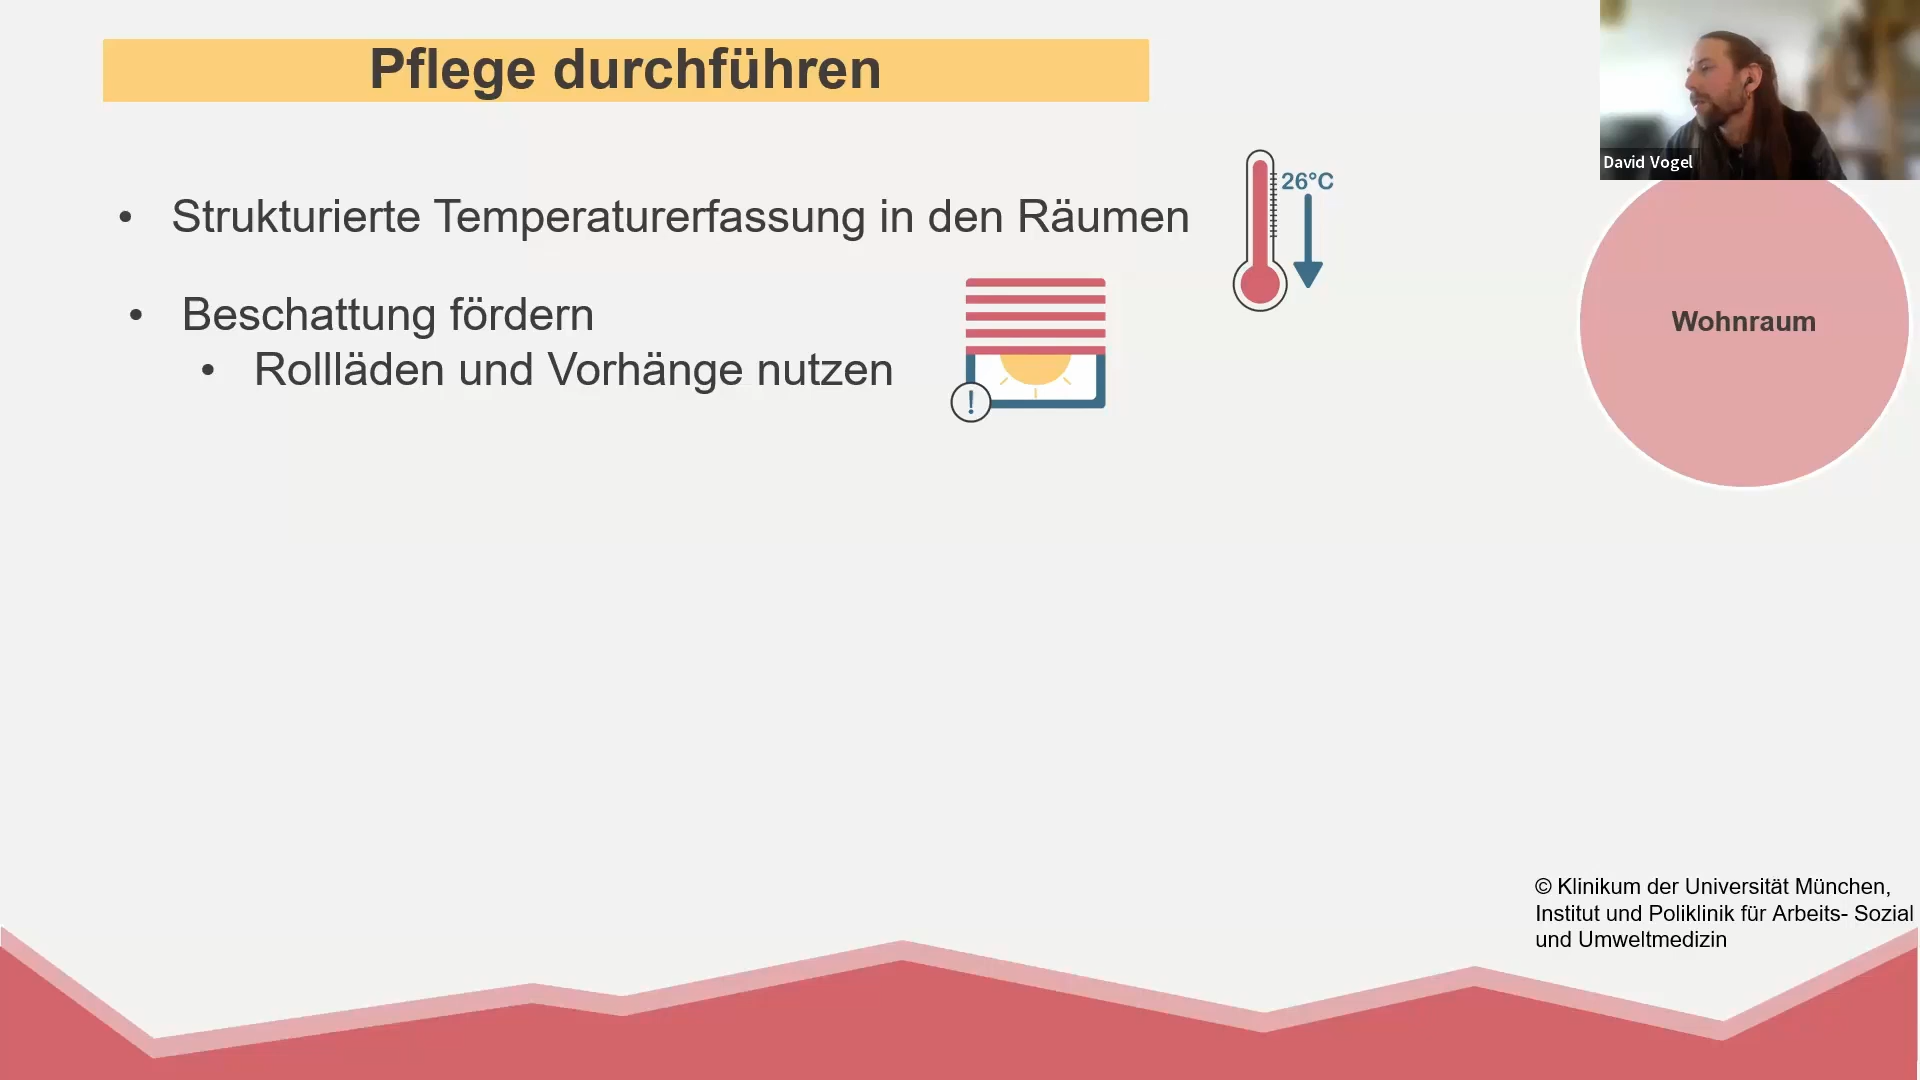 Pflege durchführen
David Vogel
• Strukturierte Temperaturerfassung in den Räumen
26°C
• Beschattung fördern
• Rollläden und Vorhänge nutzen
!
Wohnraum
© Klinikum der Universität München,
Institut und Poliklinik für Arbeits- Sozial
und Umweltmedizin